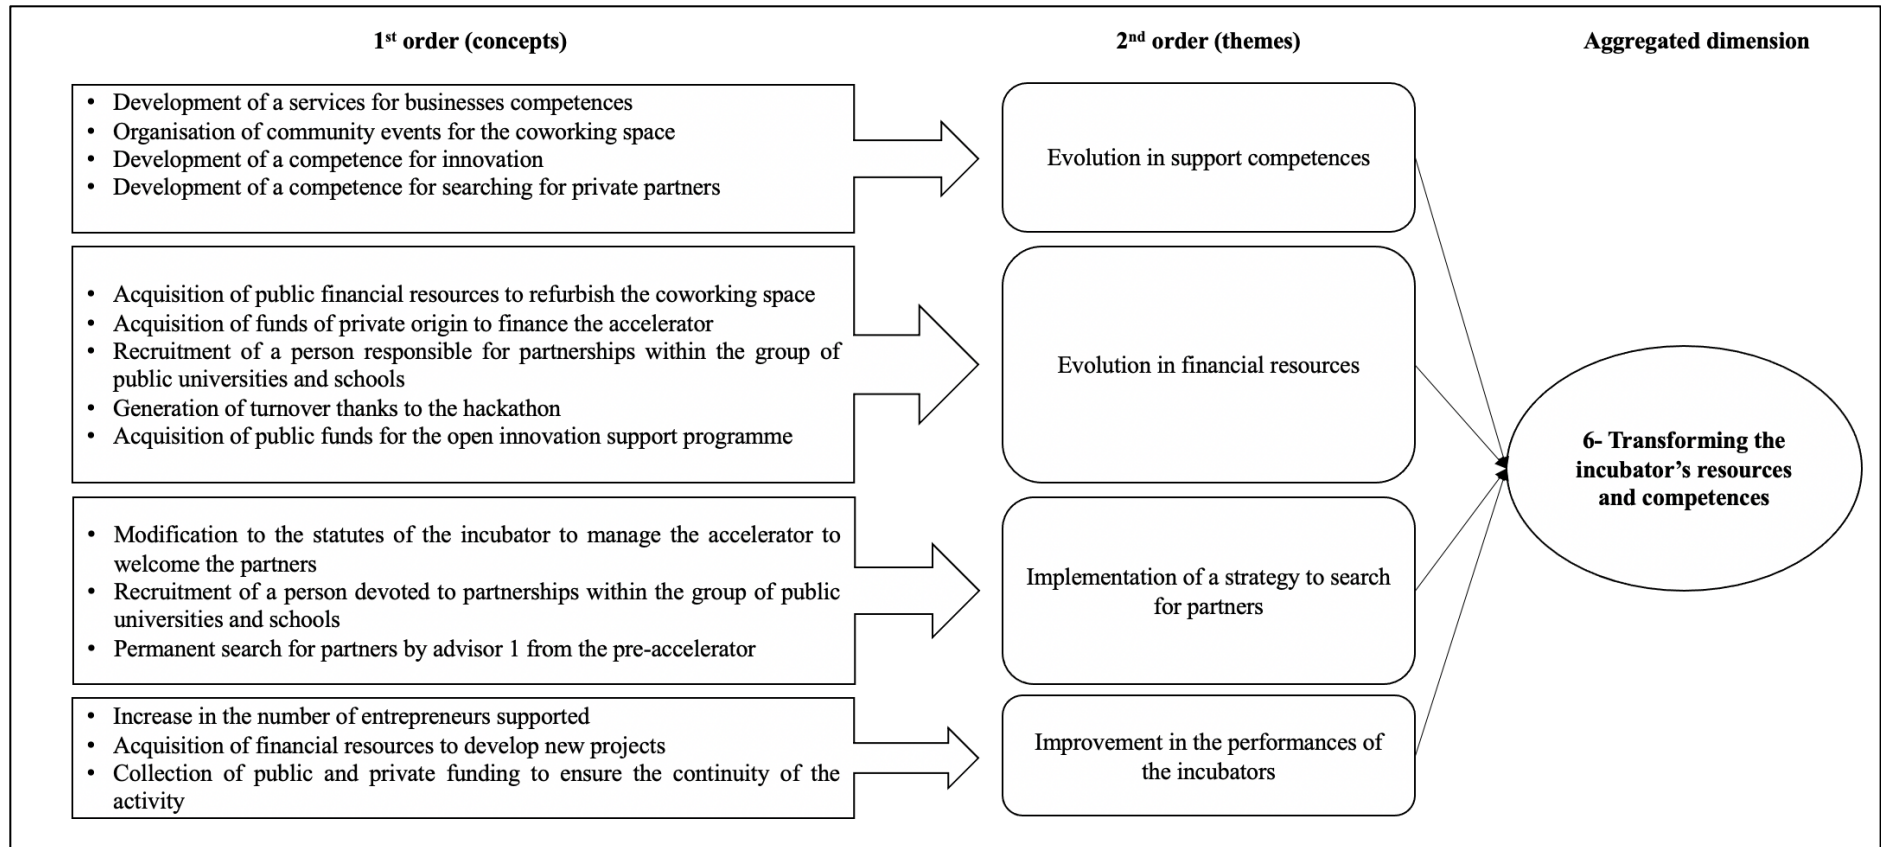 1st order (concepts)
2nd order (themes)
Aggregated dimension
• Development of a services for businesses competences
• Organisation of community events for the coworking space
• Development of a competence for innovation
• Development of a competence for searching for private partners
Evolution in support competences
• Acquisition of public financial resources to refurbish the coworking space
• Acquisition of funds of private origin to finance the accelerator
• Recruitment of a person responsible for partnerships within the group of
public universities and schools
• Generation of turnover thanks to the hackathon
• Acquisition of public funds for the open innovation support programme
Evolution in financial resources
• Modification to the statutes of the incubator to manage the accelerator to
welcome the partners
• Recruitment of a person devoted to partnerships within the group of public
universities and schools
• Permanent search for partners by advisor 1 from the pre-accelerator
Implementation of a strategy to search
for partners
• Increase in the number of entrepreneurs supported
• Acquisition of financial resources to develop new projects
• Collection of public and private funding to ensure the continuity of the
activity
Improvement in the performances of
the incubators
6- Transforming the
incubator’s resources
and competences